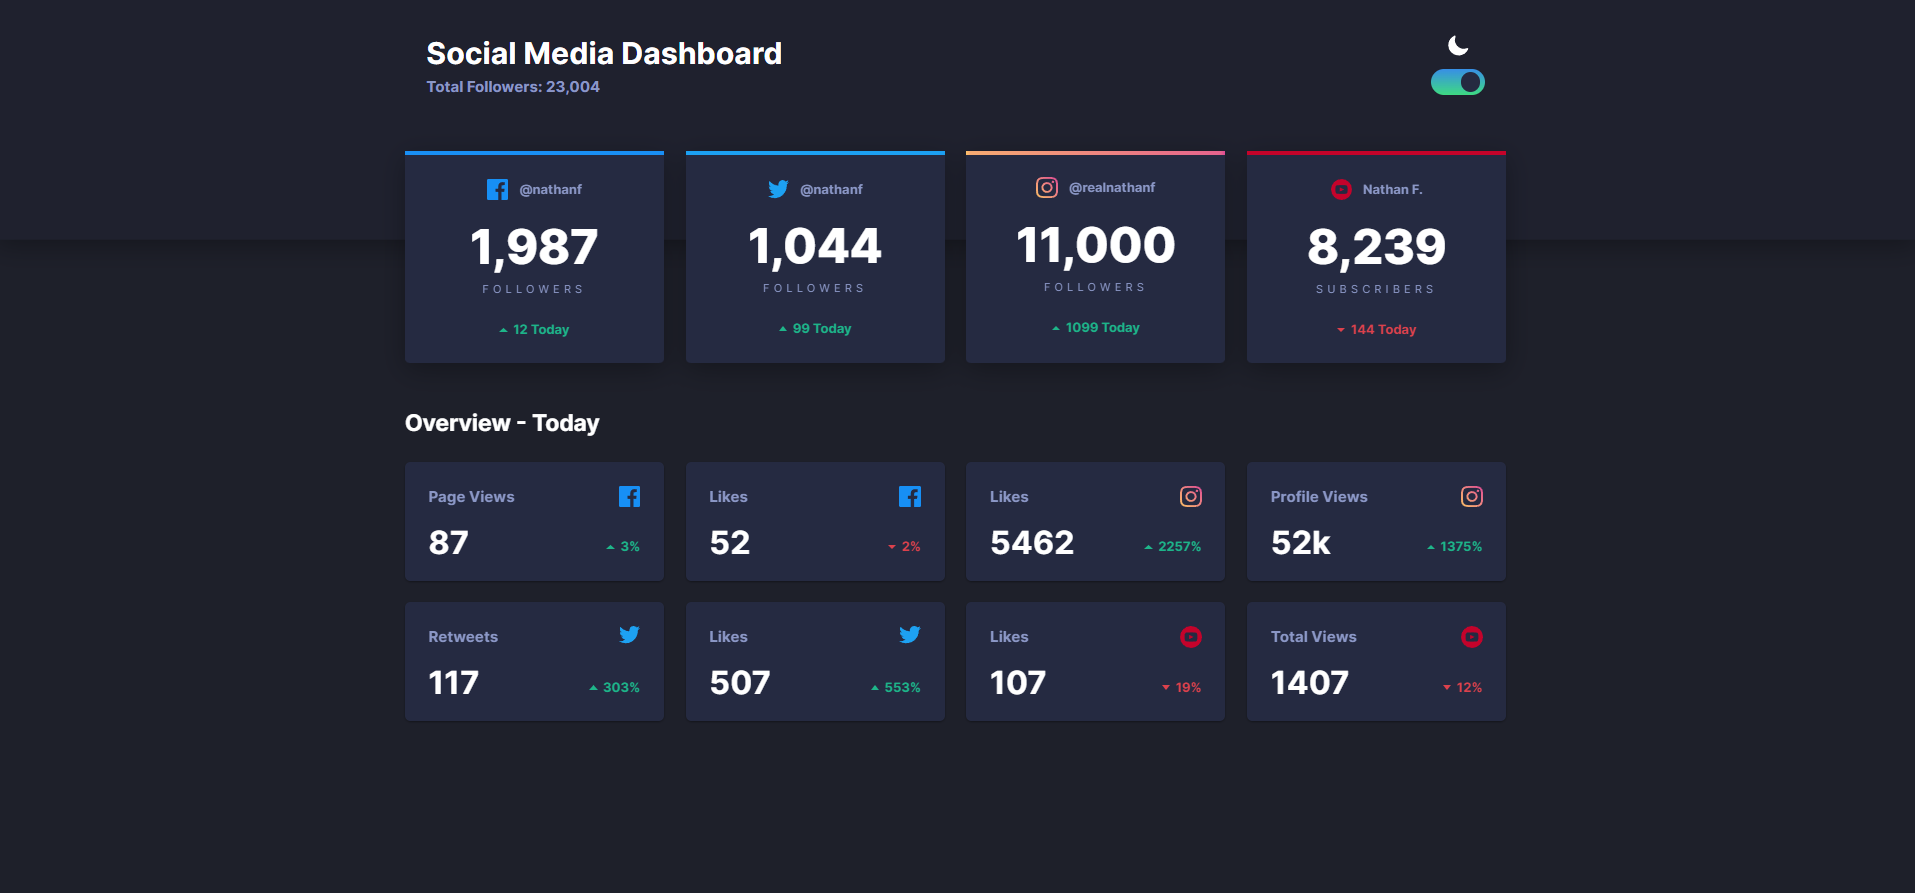 Social Media Dashboard
Total Followers: 23,004
@nathanf
1,987
FOLLOWERS
12 Today
@nathanf
1,044
FOLLOWERS
99 Today
@realnathanf
11,000
FOLLOWERS
1099 Today
Nathan F.
8,239
SUBSCRIBERS
144 Today
Overview - Today
Page Views
87
3%
Likes
52
2%
Likes
5462
2257%
Profile Views
52k
1375%
Retweets
117
303%
Likes
507
553%
Likes
107
19%
Total Views
1407
12%